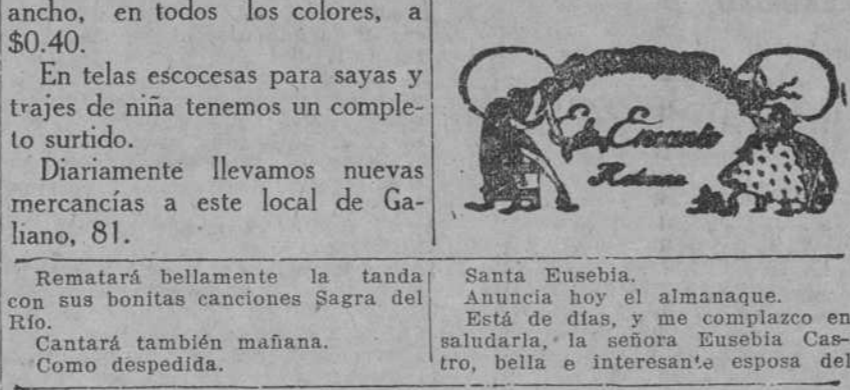 ancho, en todos los colores, a
$0.40.
En telas escocesas para sayas y
trajes de niña tenemos un comple-
to surtido.
Diariamente llevamos nuevas
mercancías a este local de Ga-
liano, 81.
El Encanto
Habana
Rematará bellamente la tanda
con sus bonitas canciones Sagra del
Río.
Cantará también mañana.
Como despedida.
Santa Eusebia.
Anuncia hoy el almanaque.
Está de días, y me complazco en
saludarla, la señora Eusebia Cas-
tro, bella e interesante esposa del